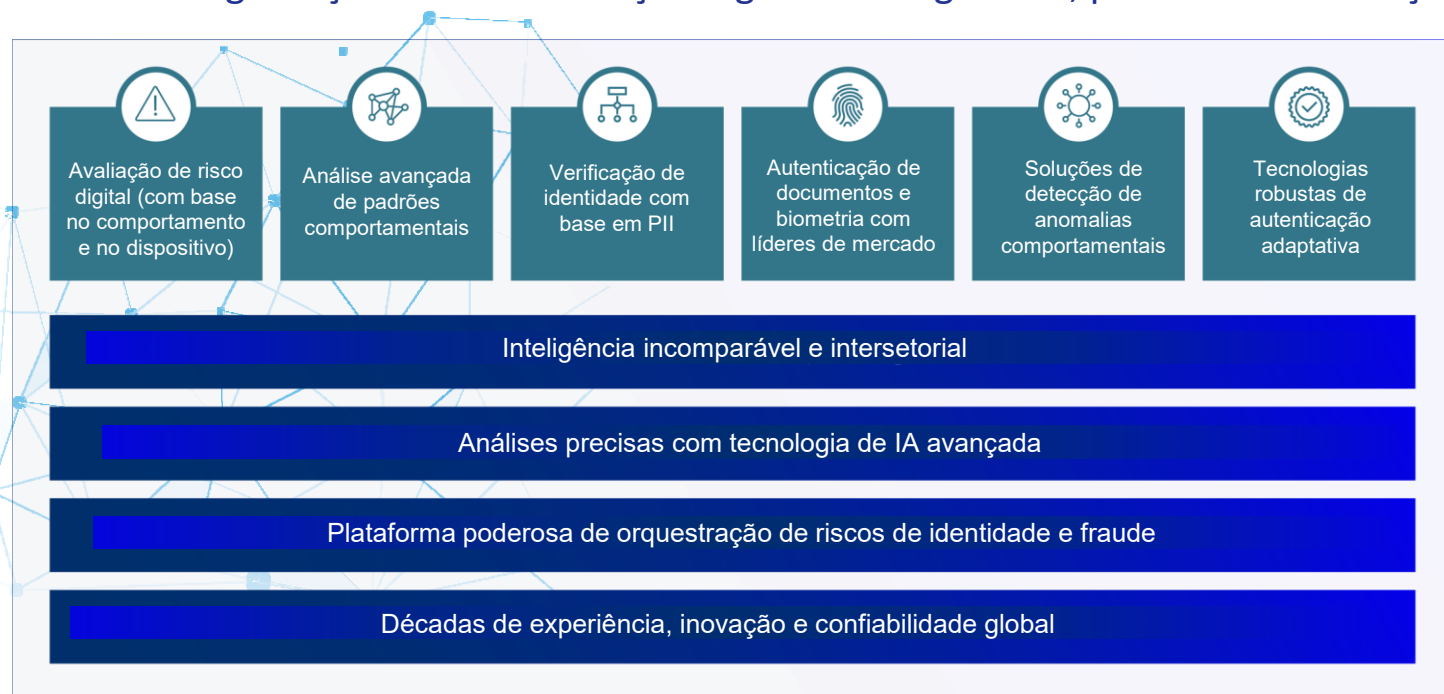 Avaliação de risco
digital (com base
no comportamento
e no dispositivo)
Análise avançada
de padrões
comportamentais
Verificação de
identidade com
base em PII
Autenticação de
documentos e
biometria com
líderes de mercado
Soluções de
detecção de
anomalias
comportamentais
Tecnologias
robustas de
autenticação
adaptativa
Inteligência incomparável e intersetorial
Análises precisas com tecnologia de IA avançada
Plataforma poderosa de orquestração de riscos de identidade e fraude
Décadas de experiência, inovação e confiabilidade global